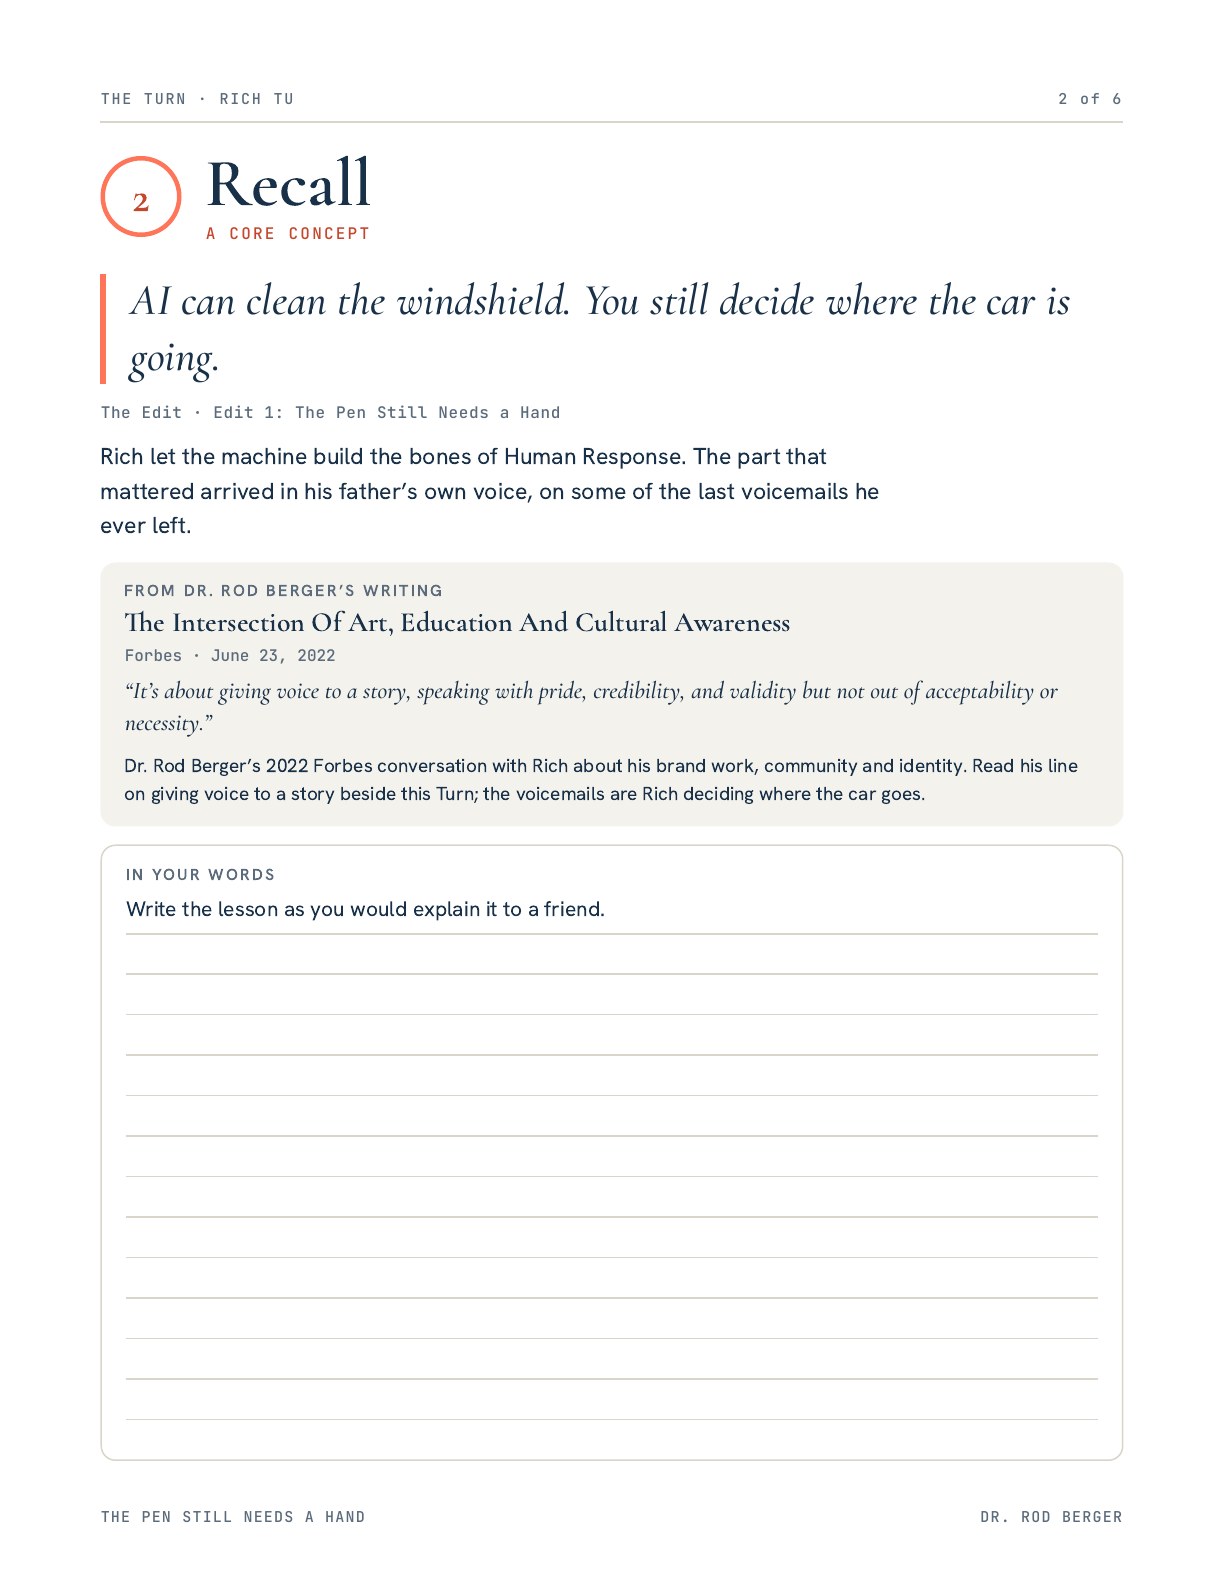 THE TURN · RICH TU
2 of 6
2
Recall
A CORE CONCEPT
AI can clean the windshield. You still decide where the car is
going.
The Edit · Edit 1: The Pen Still Needs a Hand
Rich let the machine build the bones of Human Response. The part that
mattered arrived in his father’s own voice, on some of the last voicemails he
ever left.
FROM DR. ROD BERGER’S WRITING
The Intersection Of Art, Education And Cultural Awareness
Forbes · June 23, 2022
“It’s about giving voice to a story, speaking with pride, credibility, and validity but not out of acceptability or
necessity.”
Dr. Rod Berger’s 2022 Forbes conversation with Rich about his brand work, community and identity. Read his line
on giving voice to a story beside this Turn; the voicemails are Rich deciding where the car goes.
IN YOUR WORDS
Write the lesson as you would explain it to a friend.
THE PEN STILL NEEDS A HAND
DR. ROD BERGER